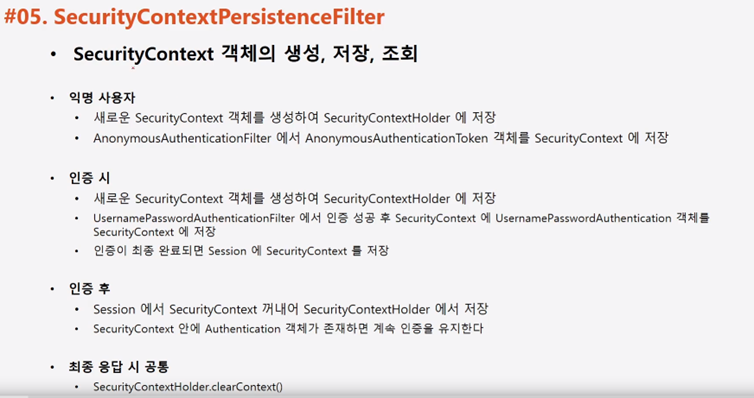 #05. SecurityContextPersistenceFilter
• SecurityContext 객체의 생성, 저장, 조회
• 익명 사용자
• 새로운 SecurityContext 객체를 생성하여 SecurityContextHolder 에 저장
• AnonymousAuthenticationFilter 에서 AnonymousAuthenticationToken 객체를 SecurityContext 에 저장
• 인증 시
• 새로운 SecurityContext 객체를 생성하여 SecurityContextHolder 에 저장
• UsernamePasswordAuthenticationFilter 에서 인증 성공 후 SecurityContext 에 UsernamePasswordAuthentication 객체를
SecurityContext 에 저장
• 인증이 최종 완료되면 Session 에 SecurityContext 를 저장
• 인증 후
• Session 에서 SecurityContext 꺼내어 SecurityContextHolder 에서 저장
• SecurityContext 안에 Authentication 객체가 존재하면 계속 인증을 유지한다
• 최종 응답 시 공통
• SecurityContextHolder.clearContext()